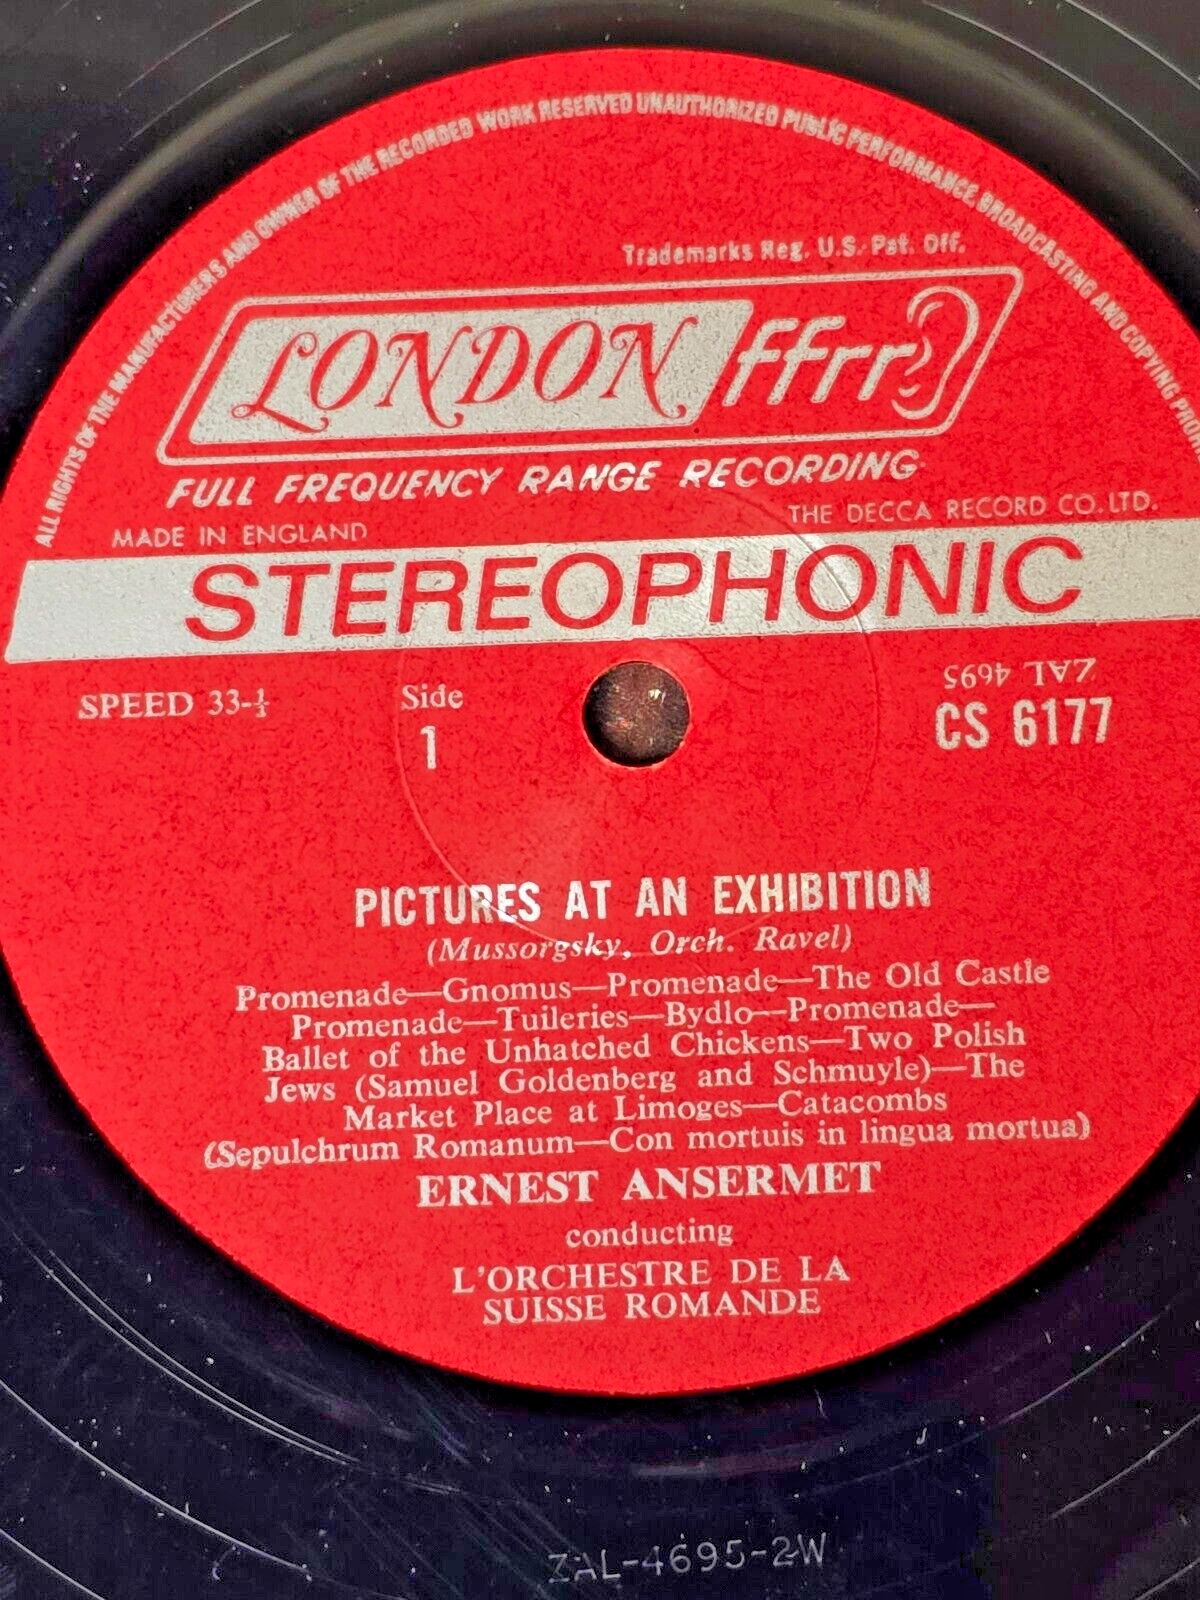 ALL RIGHTS OF THE MANUFACTURERS AND OWNER OF THE RECORDED WORK RESERVED UNAUTHORIZED PUBLIC PERFORMANCE, BROADCASTING AND COPYING
Trademarks Reg. U.S. Pat. Off.
LONDON ffrr
FULL FREQUENCY RANGE RECORDING
THE DECCA RECORD CO. LTD.
MADE IN ENGLAND
STEREOPHONIC
SPEED 33-⅓
Side
1
ZAL 4695
CS 6177
PICTURES AT AN EXHIBITION
(Mussorgsky, Orch. Ravel)
Promenade—Gnomus—Promenade—The Old Castle
Promenade—Tuileries—Bydlo—Promenade—
Ballet of the Unhatched Chickens—Two Polish
Jews (Samuel Goldenberg and Schmuyle)—The
Market Place at Limoges—Catacombs
(Sepulchrum Romanum—Con mortuis in lingua mortua)
ERNEST ANSERMET
conducting
L'ORCHESTRE DE LA
SUISSE ROMANDE
ZAL-4695-2W